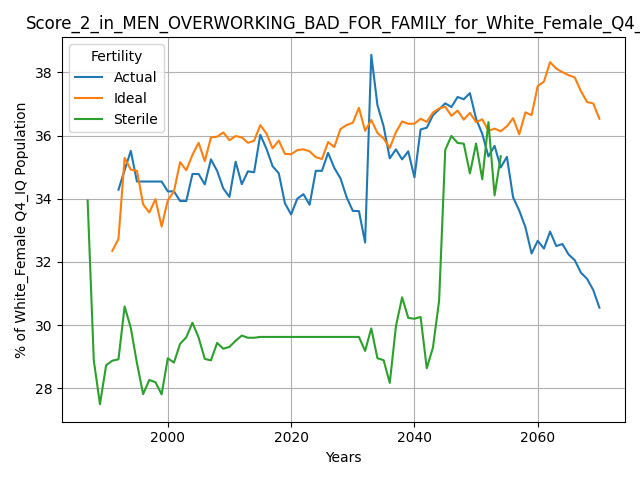 Score_2_in_MEN_OVERWORKING_BAD_FOR_FAMILY_for_White_Female_Q4_
Fertility
Actual
Ideal
Sterile
% of White_Female Q4_IQ Population
38
36
34
32
30
28
2000
2020
2040
2060
Years